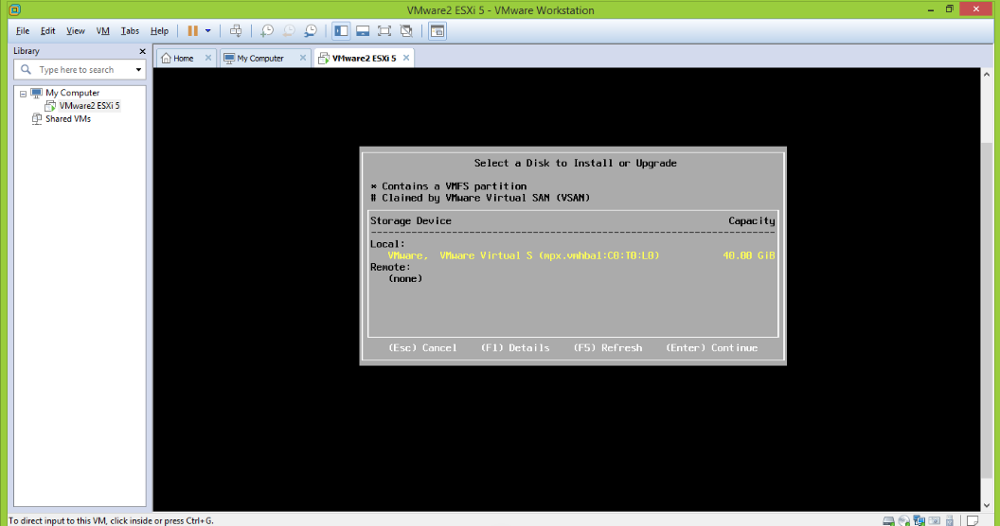 VMware2 ESXi 5 - VMware Workstation
File Edit View VM Tabs Help
Library
Type here to search
My Computer
VMware2 ESXi 5
Shared VMs
Home My Computer VMware2 ESXi 5
Select a Disk to Install or Upgrade
* Contains a VMFS partition
# Claimed by VMware Virtual SAN (VSAN)
Storage Device Capacity
Local:
VMware, VMware Virtual S (mpx.vmhba1:C0:T0:L0) 40.00 GiB
Remote:
(none)
(Esc) Cancel (F1) Details (F5) Refresh (Enter) Continue
To direct input to this VM, click inside or press Ctrl+G.